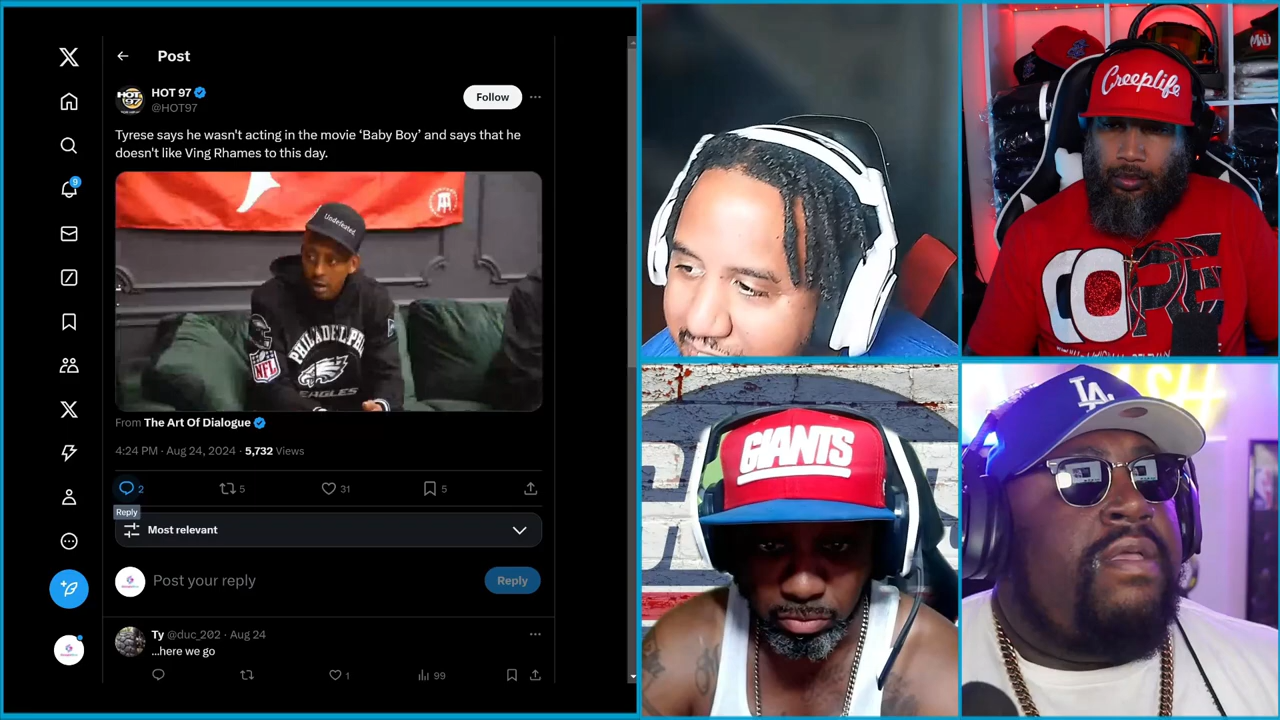 Post
HOT 97
@HOT97
Follow
Tyrese says he wasn't acting in the movie ‘Baby Boy’ and says that he
doesn't like Ving Rhames to this day.
Undefeated
PHILADELPHI
EAGLES
NFL
From The Art Of Dialogue
4:24 PM · Aug 24, 2024 · 5,732 Views
2
5
31
5
Reply
Most relevant
Post your reply
Reply
Ty @duc_202 · Aug 24
...here we go
1
99
9
Creeplife
CORE
GIANTS
LA